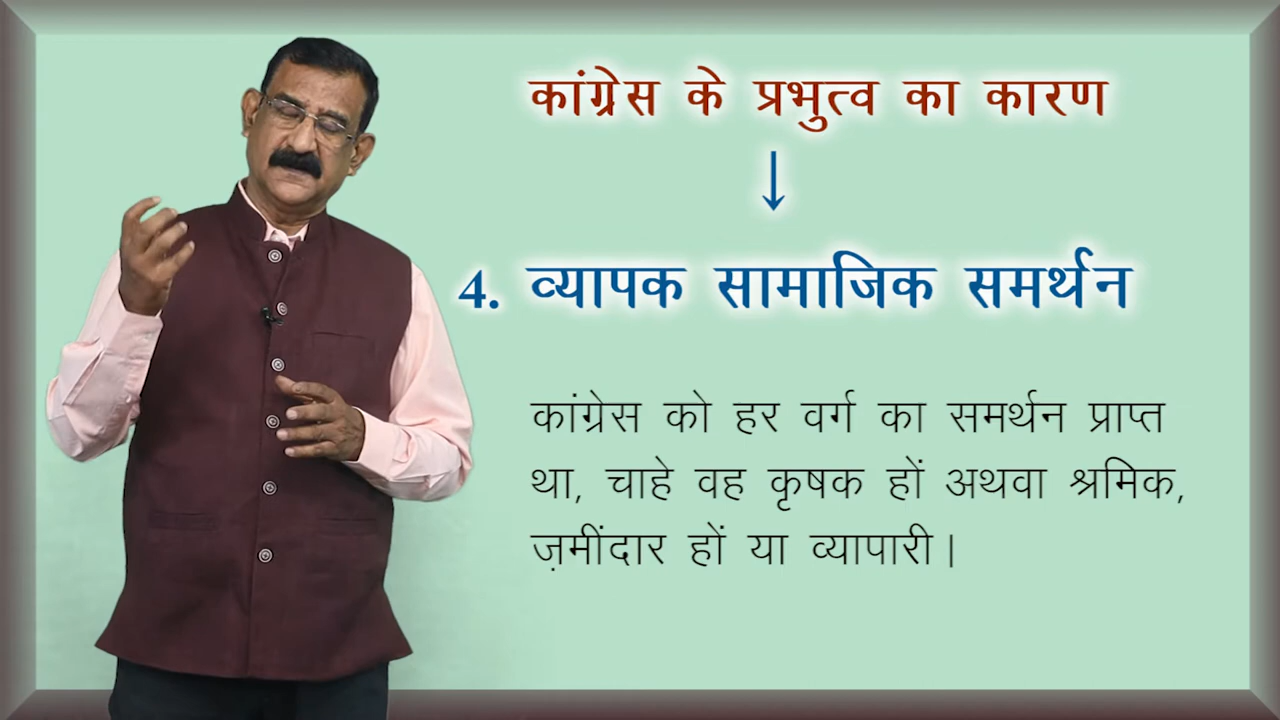 कांग्रेस के प्रभुत्व का कारण
↓
4. व्यापक सामाजिक समर्थन
कांग्रेस को हर वर्ग का समर्थन प्राप्त
था, चाहे वह कृषक हों अथवा श्रमिक,
ज़मींदार हों या व्यापारी।